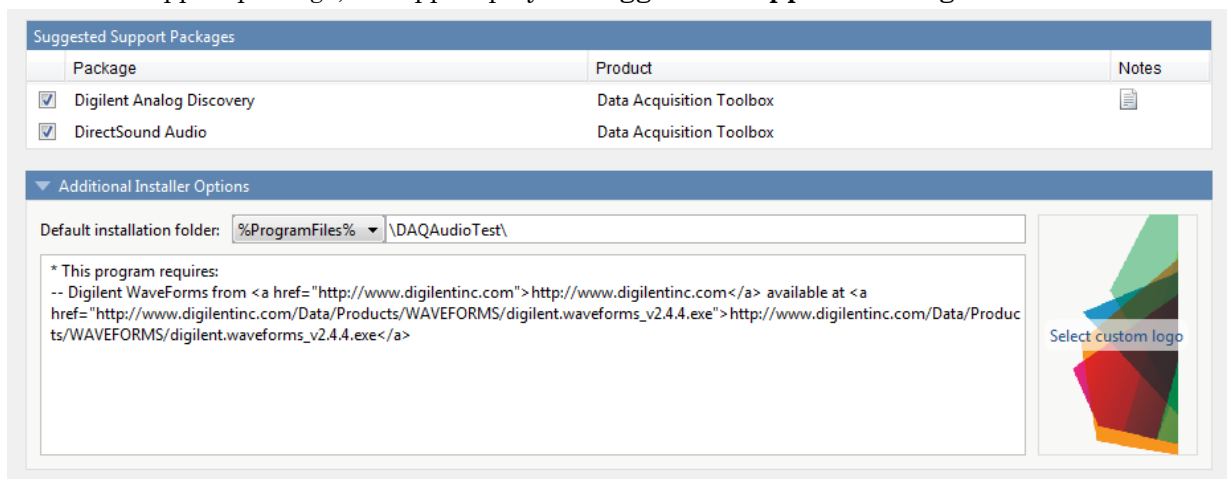 Suggested Support Packages
Package Product Notes
Digilent Analog Discovery Data Acquisition Toolbox
DirectSound Audio Data Acquisition Toolbox
Additional Installer Options
Default installation folder: %ProgramFiles% \DAQAudioTest\
* This program requires:
-- Digilent WaveForms from <a href="http://www.digilentinc.com">http://www.digilentinc.com</a> available at <a
href="http://www.digilentinc.com/Data/Products/WAVEFORMS/digilent.waveforms_v2.4.4.exe">http://www.digilentinc.com/Data/Produc
ts/WAVEFORMS/digilent.waveforms_v2.4.4.exe</a>
Select custom logo